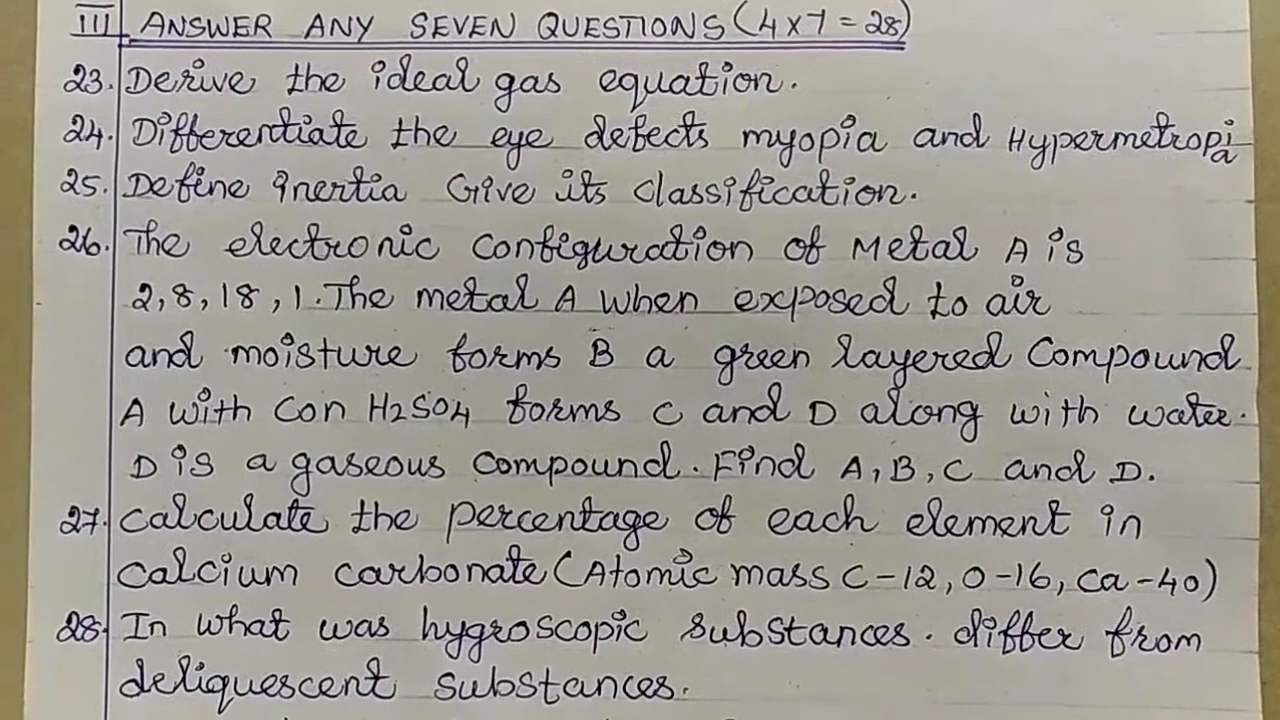 III ANSWER ANY SEVEN QUESTIONS (4x7=28)
23. Derive the ideal gas equation.
24. Differentiate the eye defects myopia and Hypermetropia
25. Define inertia Give its classification.
26. The electronic configuration of Metal A is
2,8,18,1. The metal A when exposed to air
and moisture forms B a green layered compound
A with con H2SO4 forms C and D along with water.
D is a gaseous compound. Find A, B, C and D.
27. Calculate the percentage of each element in
calcium carbonate (Atomic mass C-12, O-16, Ca-40)
28. In what was hygroscopic substances. differ from
deliquescent substances.